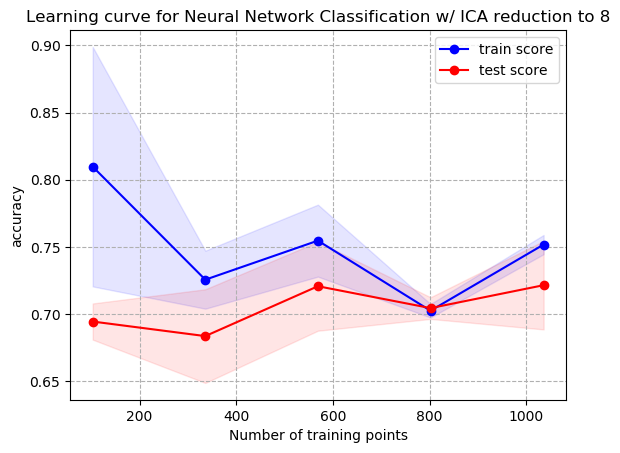 Learning curve for Neural Network Classification w/ ICA reduction to 8
train score
test score
0.90
0.85
0.80
0.75
0.70
0.65
accuracy
200
400
600
800
1000
Number of training points